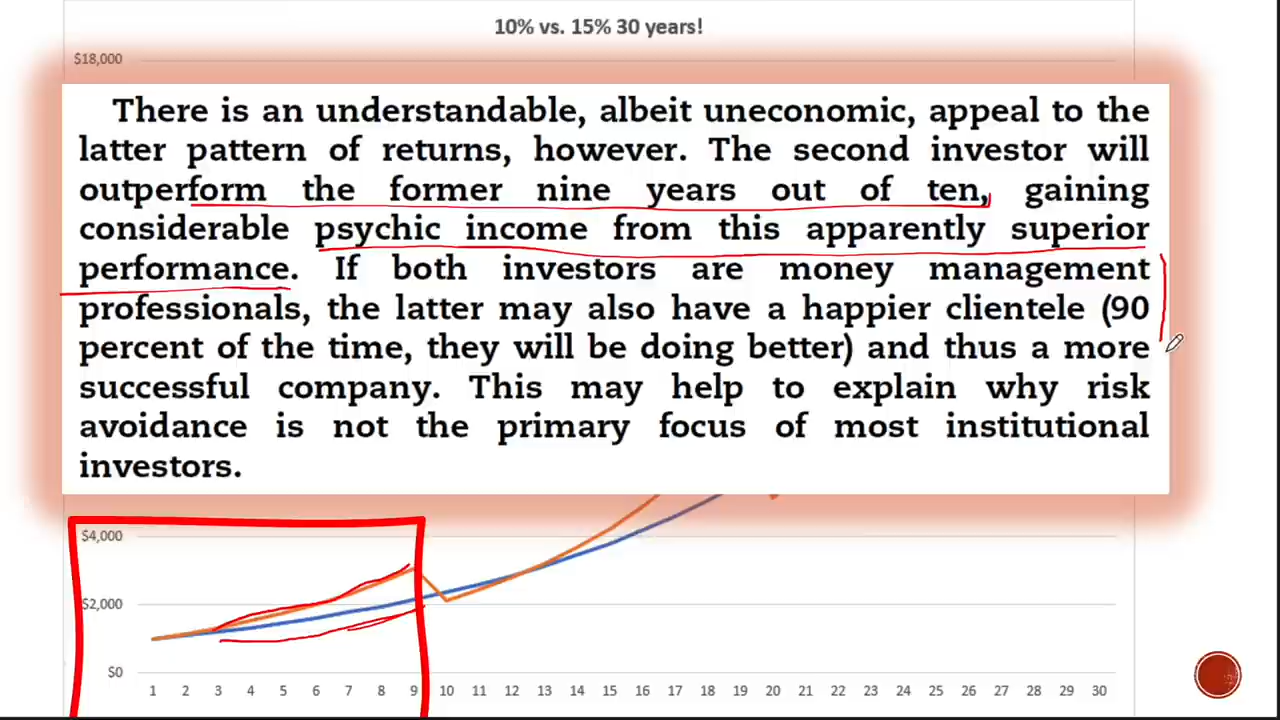 10% vs. 15% 30 years!
$18,000
There is an understandable, albeit uneconomic, appeal to the
latter pattern of returns, however. The second investor will
outperform the former nine years out of ten, gaining
considerable psychic income from this apparently superior
performance. If both investors are money management
professionals, the latter may also have a happier clientele (90
percent of the time, they will be doing better) and thus a more
successful company. This may help to explain why risk
avoidance is not the primary focus of most institutional
investors.
$4,000
$2,000
$0
1 2 3 4 5 6 7 8 9 10 11 12 13 14 15 16 17 18 19 20 21 22 23 24 25 26 27 28 29 30